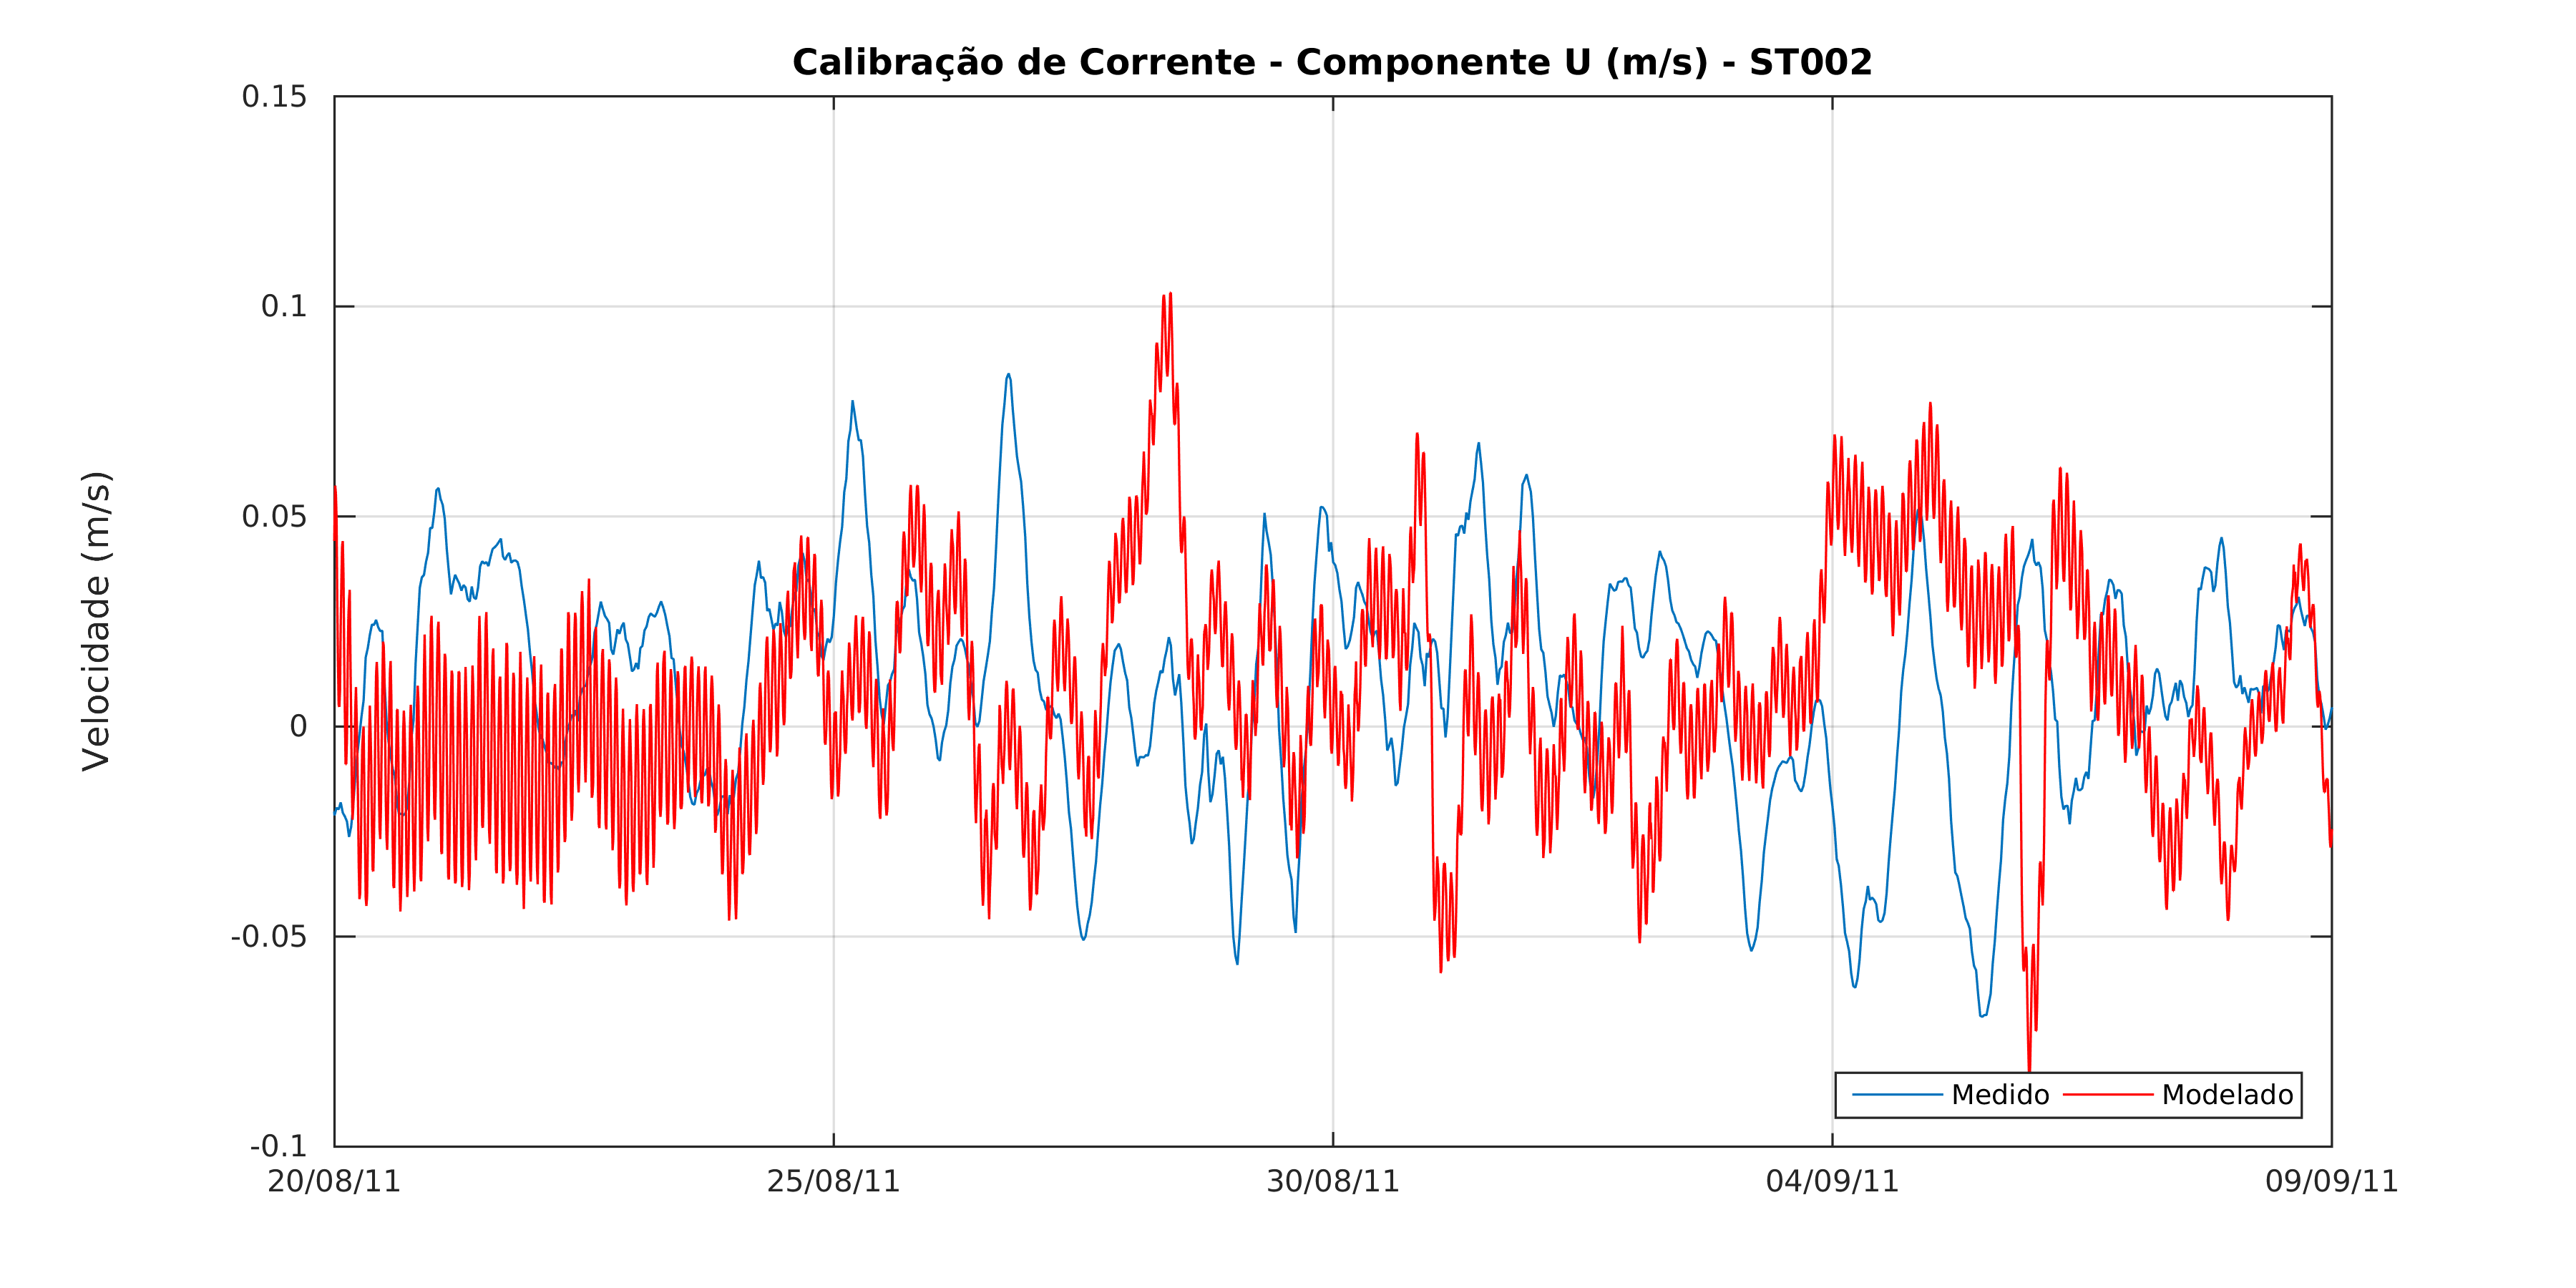 Calibração de Corrente - Componente U (m/s) - ST002
Velocidade (m/s)
0.15
0.1
0.05
0
-0.05
-0.1
20/08/11
25/08/11
30/08/11
04/09/11
09/09/11
Medido
Modelado